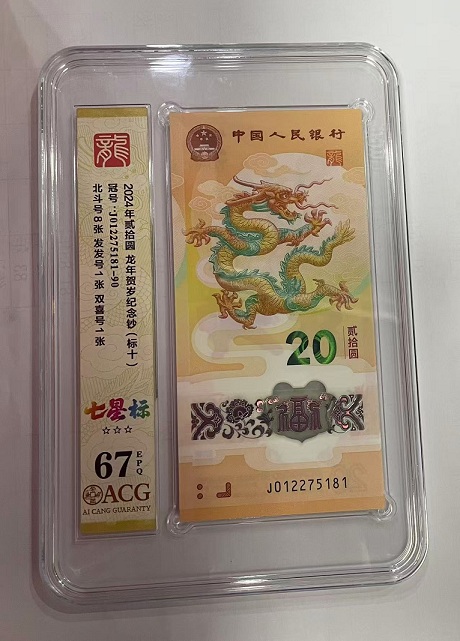 龍
2024年贰拾圆 龙年贺岁纪念钞（标十）
冠号：J012275181-90
北斗号8张 发发号1张 双喜号1张
七星标
☆☆☆
67 EPQ
ACG
AI CANG GUARANTY
中国人民银行
龍
20
贰拾圆
福
J012275181